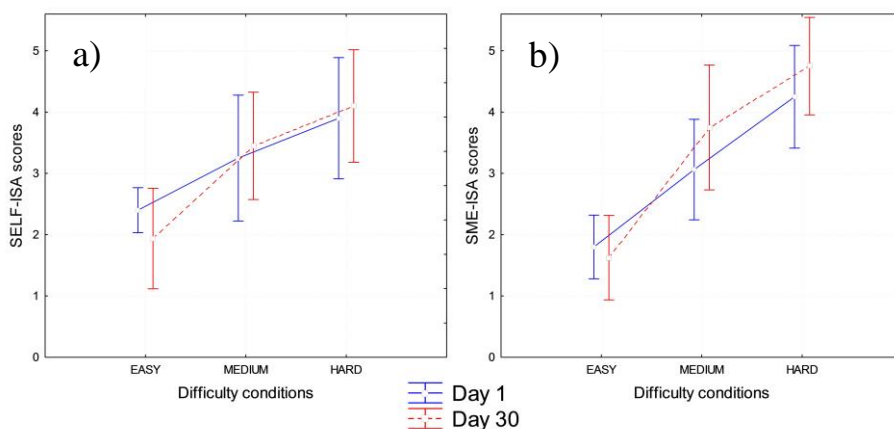 a)
SELF-ISA scores
5
4
3
2
1
0
EASY MEDIUM HARD
Difficulty conditions
b)
SME-ISA scores
5
4
3
2
1
0
EASY MEDIUM HARD
Difficulty conditions
Day 1
Day 30